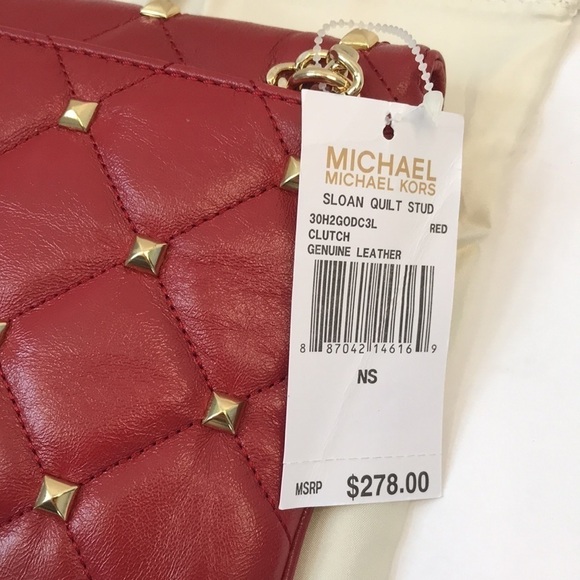 MICHAEL
MICHAEL KORS
SLOAN QUILT STUD
30H2GODC3L RED
CLUTCH
GENUINE LEATHER
8 87042 14616 9
NS
MSRP $278.00